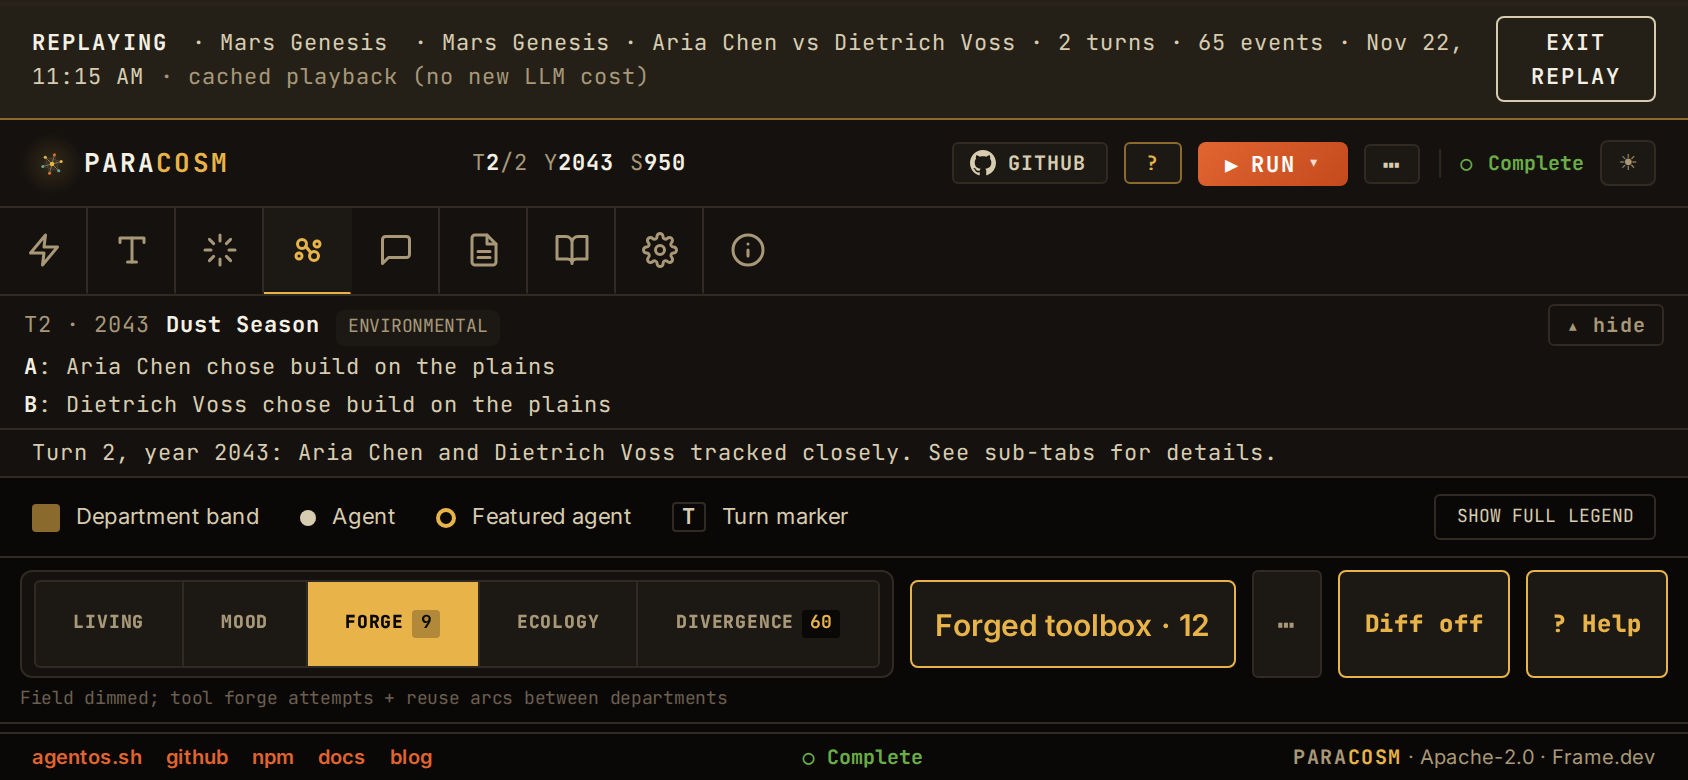 REPLAYING · Mars Genesis · Mars Genesis · Aria Chen vs Dietrich Voss · 2 turns · 65 events · Nov 22,
11:15 AM · cached playback (no new LLM cost)
EXIT
REPLAY
PARACOSM
T2/2 Y2043 S950
GITHUB
?
▶ RUN ▼
…
○ Complete
T2 · 2043 Dust Season ENVIRONMENTAL
▲ hide
A: Aria Chen chose build on the plains
B: Dietrich Voss chose build on the plains
Turn 2, year 2043: Aria Chen and Dietrich Voss tracked closely. See sub-tabs for details.
Department band
Agent
Featured agent
T Turn marker
SHOW FULL LEGEND
LIVING
MOOD
FORGE 9
ECOLOGY
DIVERGENCE 60
Forged toolbox · 12
…
Diff off
? Help
Field dimmed; tool forge attempts + reuse arcs between departments
agentos.sh github npm docs blog
○ Complete
PARACOSM · Apache-2.0 · Frame.dev